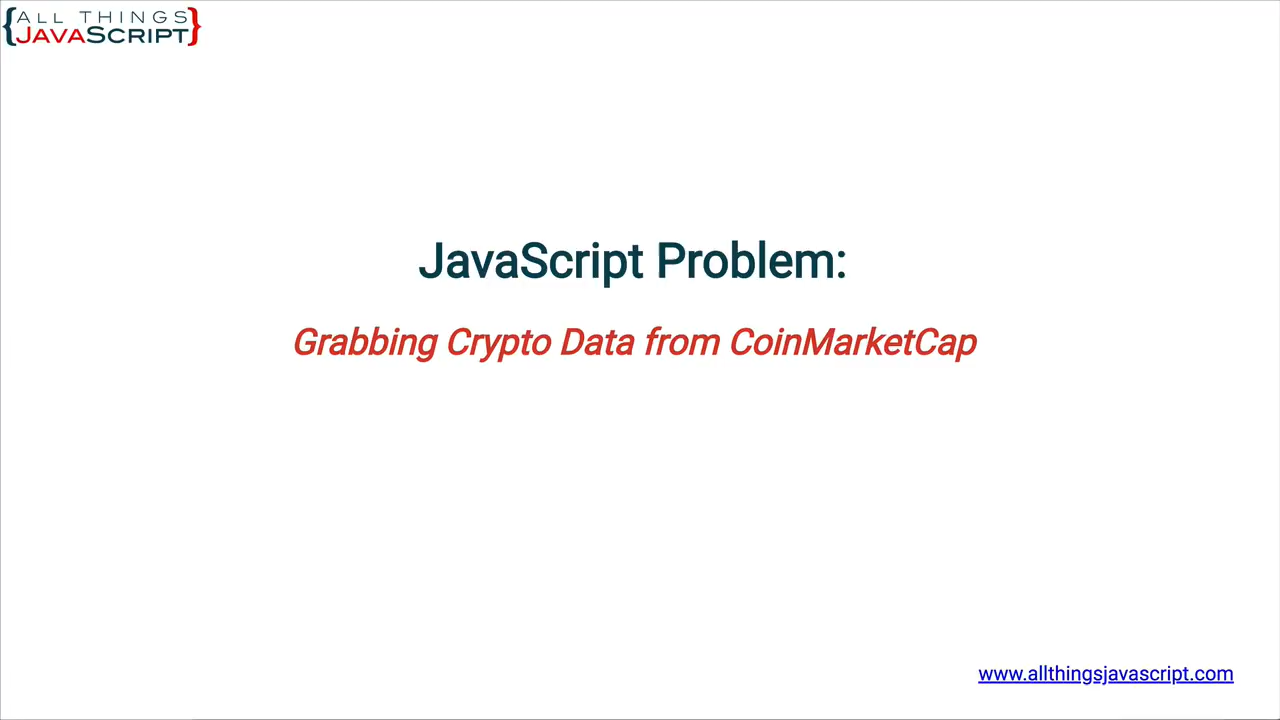 {ALL THINGS
JAVASCRIPT}
JavaScript Problem:
Grabbing Crypto Data from CoinMarketCap
www.allthingsjavascript.com